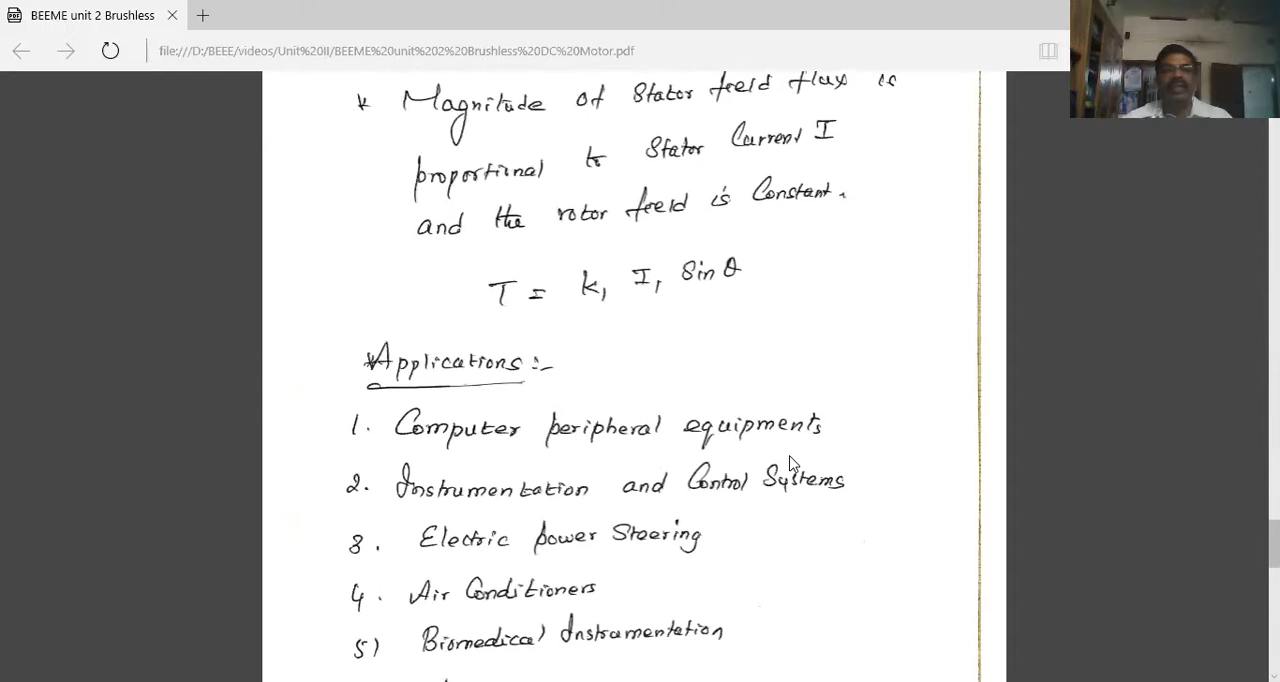 BEEME unit 2 Brushless
file:///D:/BEEE/videos/Unit%20II/BEEME%20unit%202%20Brushless%20DC%20Motor.pdf
* Magnitude of Stator field flux is
proportional to Stator Current I
and the rotor field is Constant.
T = k, I, Sin θ
*Applications :-
1. Computer peripheral equipments
2. Instrumentation and Control Systems
3. Electric power Steering
4. Air Conditioners
5) Biomedical Instrumentation